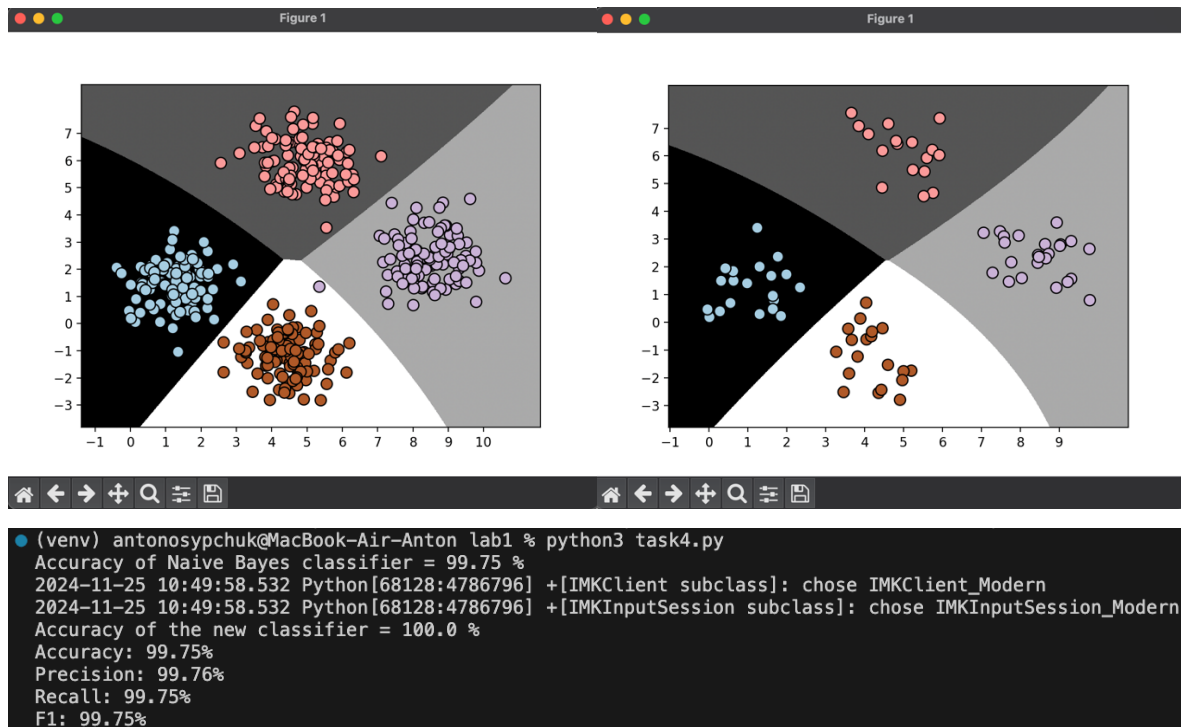 Figure 1
Figure 1
7
6
5
4
3
2
1
0
−1
−2
−3
−1 0 1 2 3 4 5 6 7 8 9 10
7
6
5
4
3
2
1
0
−1
−2
−3
−1 0 1 2 3 4 5 6 7 8 9
(venv) antonosypchuk@MacBook-Air-Anton lab1 % python3 task4.py
Accuracy of Naive Bayes classifier = 99.75 %
2024-11-25 10:49:58.532 Python[68128:4786796] +[IMKClient subclass]: chose IMKClient_Modern
2024-11-25 10:49:58.532 Python[68128:4786796] +[IMKInputSession subclass]: chose IMKInputSession_Modern
Accuracy of the new classifier = 100.0 %
Accuracy: 99.75%
Precision: 99.76%
Recall: 99.75%
F1: 99.75%